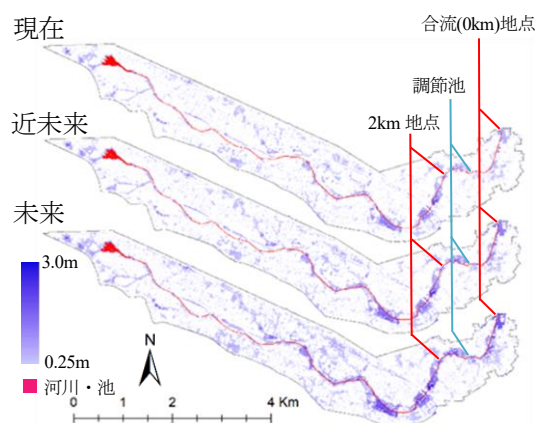 現在
合流(0km)地点
調節池
2km 地点
近未来
未来
3.0m
0.25m
河川・池
N
0 1 2 4 Km